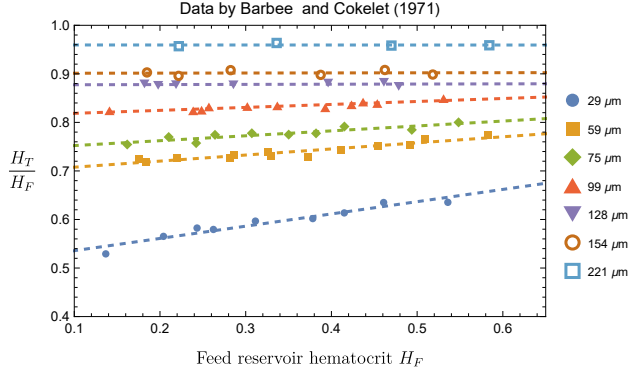 Data by Barbee and Cokelet (1971)
1.0
0.9
0.8
0.7
0.6
0.5
0.4
H_T
H_F
0.1
0.2
0.3
0.4
0.5
0.6
Feed reservoir hematocrit H_F
29 μm
59 μm
75 μm
99 μm
128 μm
154 μm
221 μm